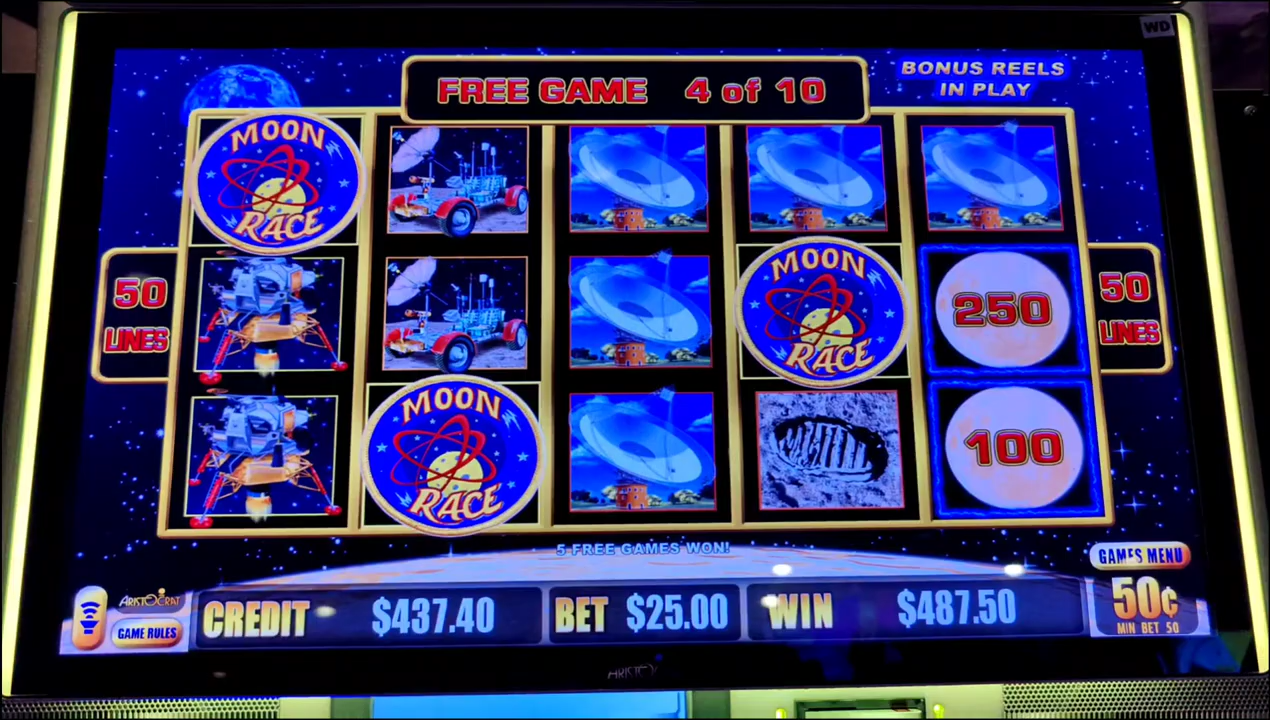 WD
BONUS REELS
IN PLAY
FREE GAME 4 of 10
MOON
RACE
MOON
RACE
50
LINES
250
50
LINES
MOON
RACE
100
5 FREE GAMES WON!
GAMES MENU
ARISTOCRAT
GAME RULES
CREDIT $437.40
BET $25.00
WIN $487.50
50¢
MIN BET 50